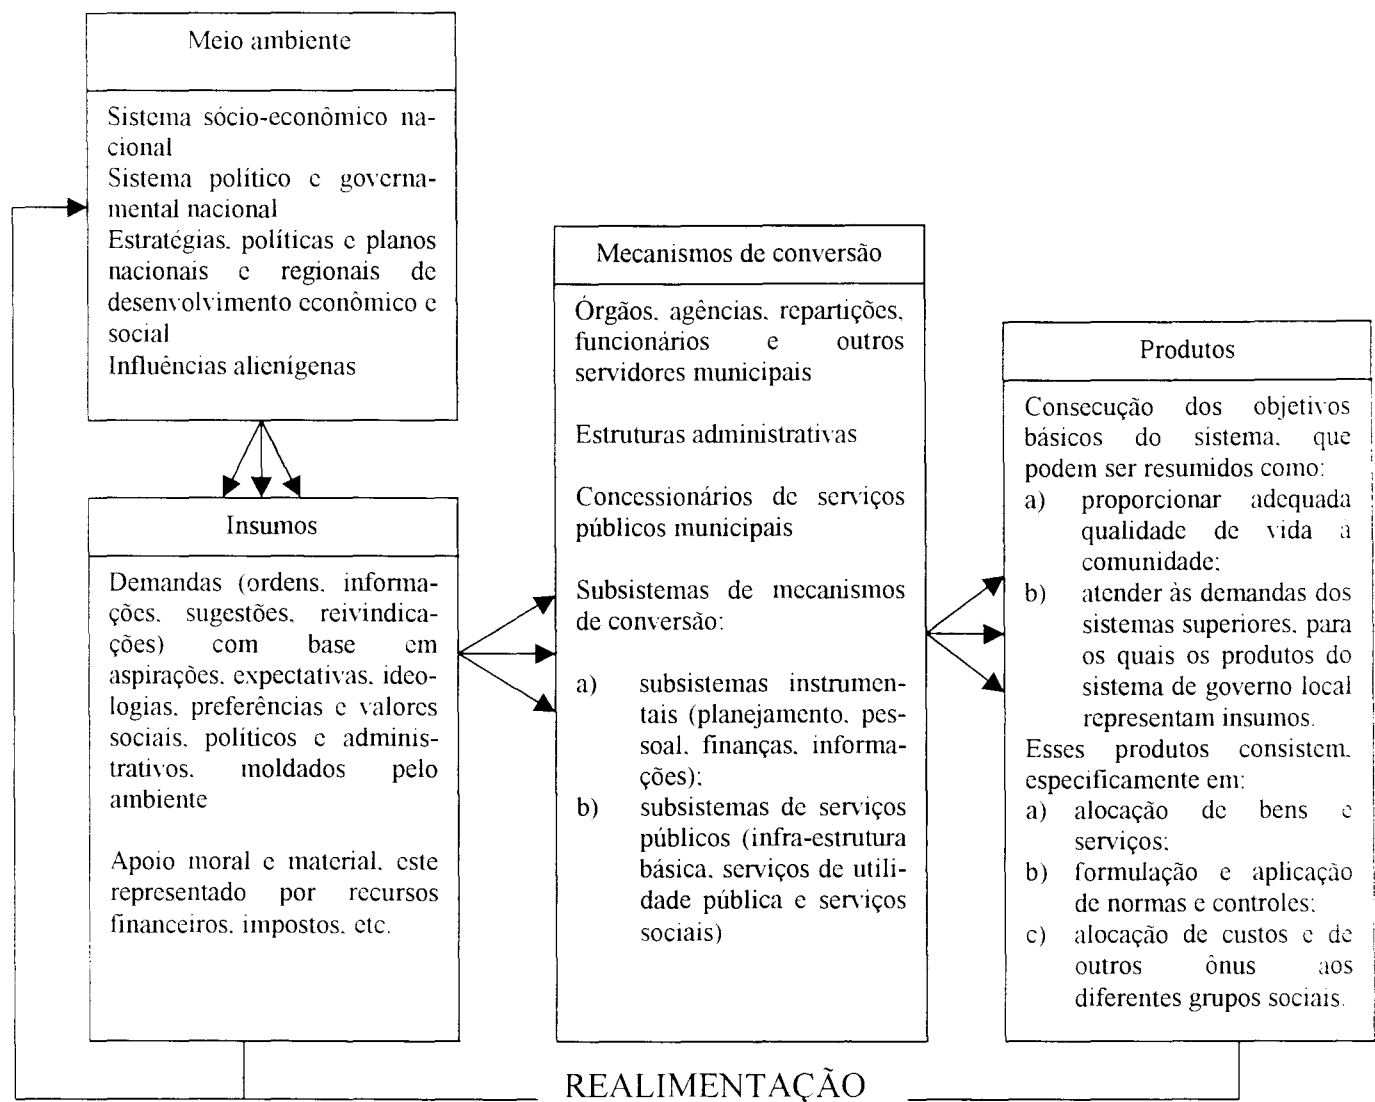 Meio ambiente
Sistema sócio-econômico na-
cional
Sistema político e governa-
mental nacional
Estratégias, políticas e planos
nacionais e regionais de
desenvolvimento econômico e
social
Influências alienígenas
Insumos
Demandas (ordens, informa-
ções, sugestões, reivindica-
ções) com base em
aspirações, expectativas, ideo-
logias, preferências e valores
sociais, políticos e adminis-
trativos, moldados pelo
ambiente
Apoio moral e material, este
representado por recursos
financeiros, impostos, etc.
Mecanismos de conversão
Órgãos, agências, repartições,
funcionários e outros
servidores municipais
Estruturas administrativas
Concessionários de serviços
públicos municipais
Subsistemas de mecanismos
de conversão:
a) subsistemas instrumen-
tais (planejamento, pes-
soal, finanças, informa-
ções);
b) subsistemas de serviços
públicos (infra-estrutura
básica, serviços de utili-
dade pública e serviços
sociais)
Produtos
Consecução dos objetivos
básicos do sistema, que
podem ser resumidos como:
a) proporcionar adequada
qualidade de vida a
comunidade;
b) atender às demandas dos
sistemas superiores, para
os quais os produtos do
sistema de governo local
representam insumos.
Esses produtos consistem,
especificamente em:
a) alocação de bens e
serviços;
b) formulação e aplicação
de normas e controles;
c) alocação de custos e de
outros ônus aos
diferentes grupos sociais.
REALIMENTAÇÃO